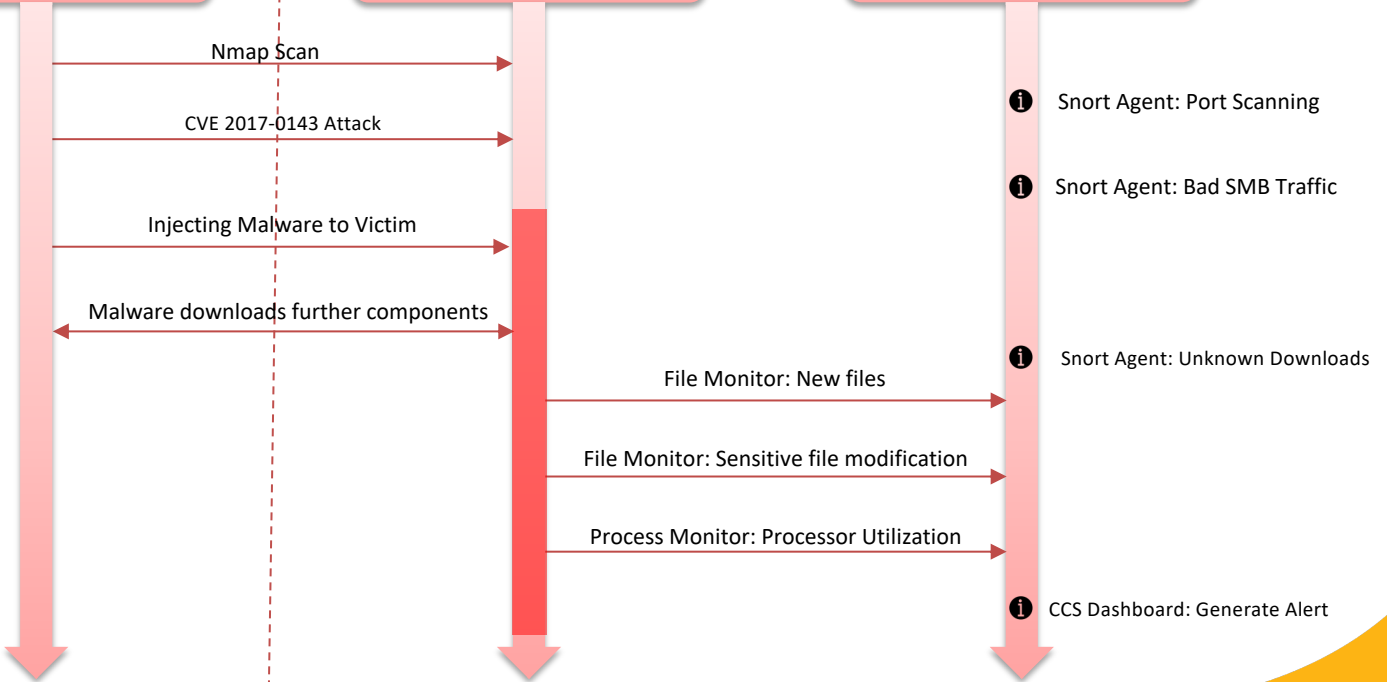 Nmap Scan
Snort Agent: Port Scanning
CVE 2017-0143 Attack
Snort Agent: Bad SMB Traffic
Injecting Malware to Victim
Malware downloads further components
Snort Agent: Unknown Downloads
File Monitor: New files
File Monitor: Sensitive file modification
Process Monitor: Processor Utilization
CCS Dashboard: Generate Alert